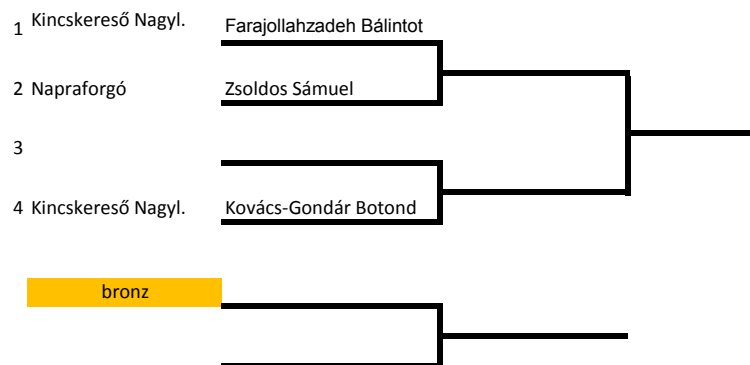 1 Kincskereső Nagyl. Farajollahzadeh Bálintot
2 Napraforgó Zsoldos Sámuel
3
4 Kincskereső Nagyl. Kovács-Gondár Botond
bronz